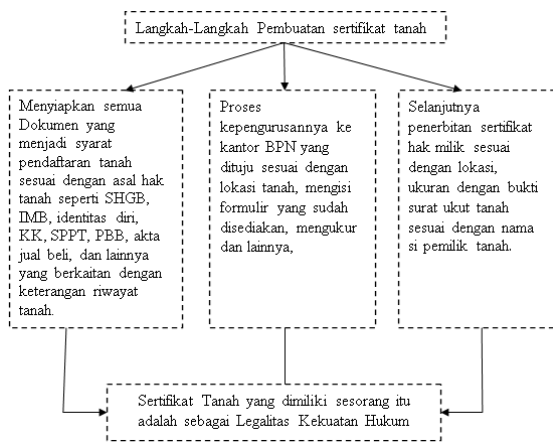 Langkah-Langkah Pembuatan sertifikat tanah
Menyiapkan semua
Dokumen yang
menjadi syarat
pendaftaran tanah
sesuai dengan asal hak
tanah seperti SHGB,
IMB, identitas diri,
KK, SPPT, PBB, akta
jual beli, dan lainnya
yang berkaitan dengan
keterangan riwayat
tanah.
Proses
kepengurusannya ke
kantor BPN yang
dituju sesuai dengan
lokasi tanah, mengisi
formulir yang sudah
disediakan, mengukur
dan lainnya,
Selanjutnya
penerbitan sertifikat
hak milik sesuai
dengan lokasi,
ukuran dengan bukti
surat ukut tanah
sesuai dengan nama
si pemilik tanah.
Sertifikat Tanah yang dimiliki sesorang itu
adalah sebagai Legalitas Kekuatan Hukum